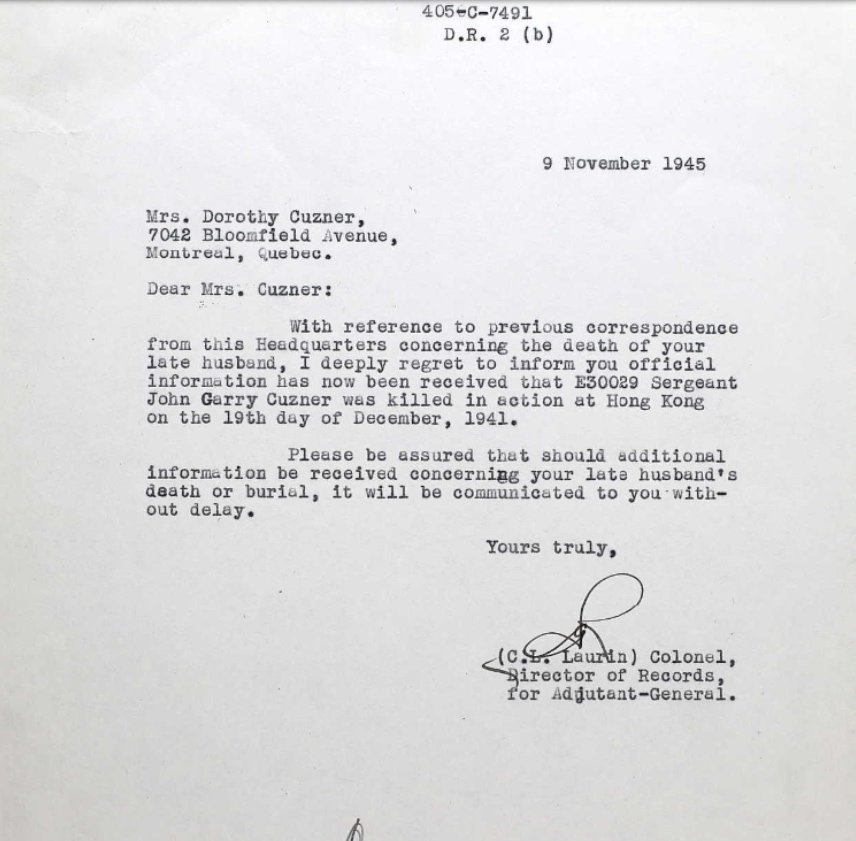 405-C-7491
D.R. 2 (b)
9 November 1945
Mrs. Dorothy Cuzner,
7042 Bloomfield Avenue,
Montreal, Quebec.
Dear Mrs. Cuzner:
With reference to previous correspondence
from this Headquarters concerning the death of your
late husband, I deeply regret to inform you official
information has now been received that E30029 Sergeant
John Garry Cuzner was killed in action at Hong Kong
on the 19th day of December, 1941.
Please be assured that should additional
information be received concerning your late husband's
death or burial, it will be communicated to you with-
out delay.
Yours truly,
(C.L. Laurin) Colonel,
Director of Records,
for Adjutant-General.